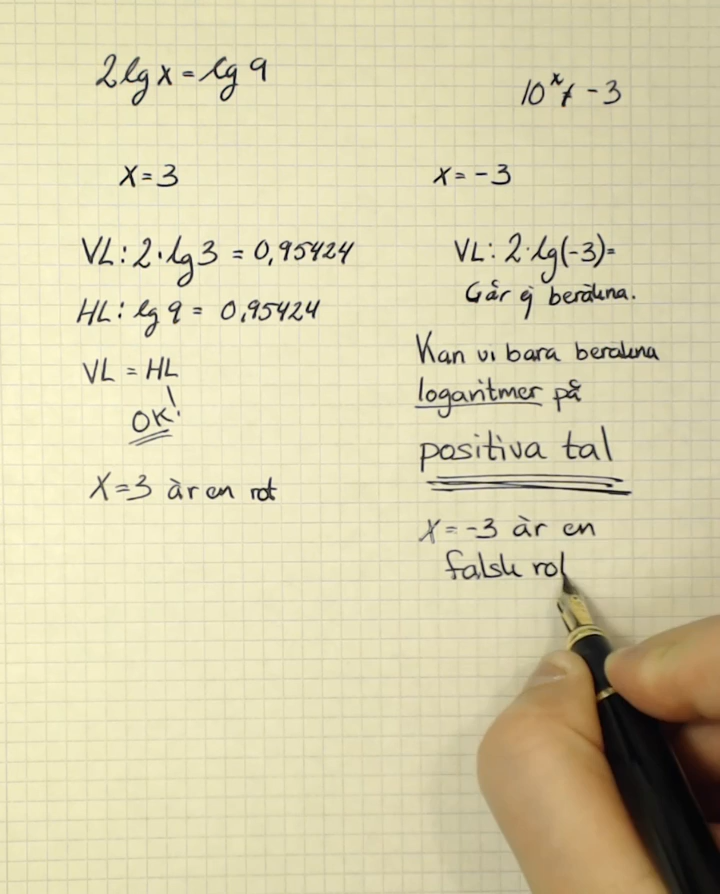 2 lg x = lg 9
x = 3
VL: 2 · lg 3 = 0,95424
HL: lg 9 = 0,95424
VL = HL
OK!
X = 3 är en rot
10^x ≠ -3
x = -3
VL: 2 · lg(-3) =
Går ej beräkna.
Kan vi bara beräkna
logaritmer på
positiva tal
X = -3 är en
falsk rot